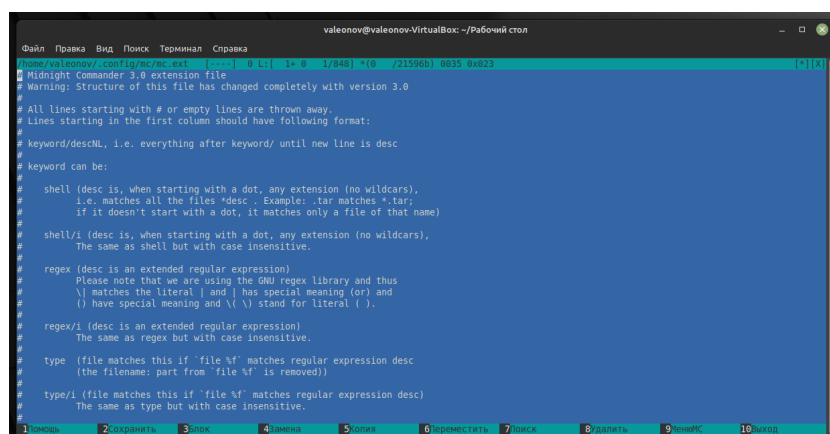 valeonov@valeonov-VirtualBox: ~/Рабочий стол
Файл Правка Вид Поиск Терминал Справка
/home/valeonov/.config/mc/mc.ext [----] 0 L:[ 1+ 0 1/848] *(0 /21596b) 0035 0x023 [*][X]
# Midnight Commander 3.0 extension file
# Warning: Structure of this file has changed completely with version 3.0
#
# All lines starting with # or empty lines are thrown away.
# Lines starting in the first column should have following format:
#
# keyword/descNL, i.e. everything after keyword/ until new line is desc
#
# keyword can be:
#
# shell (desc is, when starting with a dot, any extension (no wildcars),
# i.e. matches all the files *desc . Example: .tar matches *.tar;
# if it doesn't start with a dot, it matches only a file of that name)
#
# shell/i (desc is, when starting with a dot, any extension (no wildcars),
# The same as shell but with case insensitive.
#
# regex (desc is an extended regular expression)
# Please note that we are using the GNU regex library and thus
# \| matches the literal | and | has special meaning (or) and
# () have special meaning and \( \) stand for literal ( ).
#
# regex/i (desc is an extended regular expression)
# The same as regex but with case insensitive.
#
# type (file matches this if `file %f` matches regular expression desc
# (the filename: part from `file %f` is removed))
#
# type/i (file matches this if `file %f` matches regular expression desc)
# The same as type but with case insensitive.
#
1Помощь 2Сохранить 3Блок 4Замена 5Копия 6Переместить 7Поиск 8Удалить 9МенюMC 10Выход